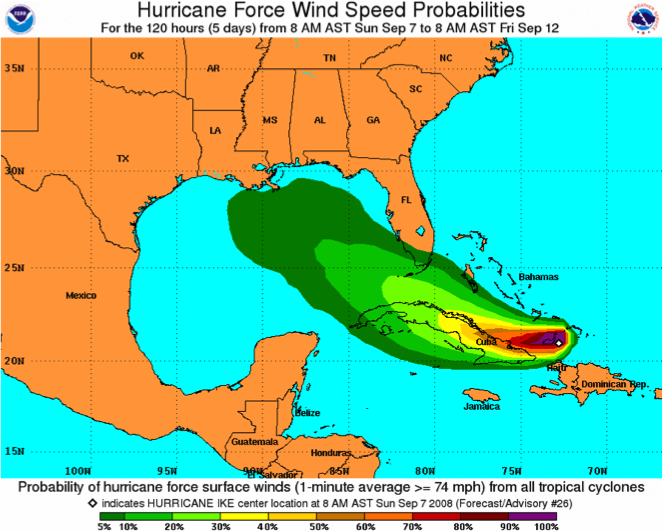 Hurricane Force Wind Speed Probabilities
For the 120 hours (5 days) from 8 AM AST Sun Sep 7 to 8 AM AST Fri Sep 12
35N
OK
AR
TN
NC
SC
MS
AL
GA
LA
TX
30N
FL
25N
Bahamas
Mexico
Cuba
20N
Haiti
Dominican Rep.
Jamaica
Belize
Guatemala
Honduras
15N
100W
95W
90W
85W
80W
75W
70W
El Salvador
Probability of hurricane force surface winds (1-minute average >= 74 mph) from all tropical cyclones
indicates HURRICANE IKE center location at 8 AM AST Sun Sep 7 2008 (Forecast/Advisory #26)
5% 10% 20% 30% 40% 50% 60% 70% 80% 90% 100%